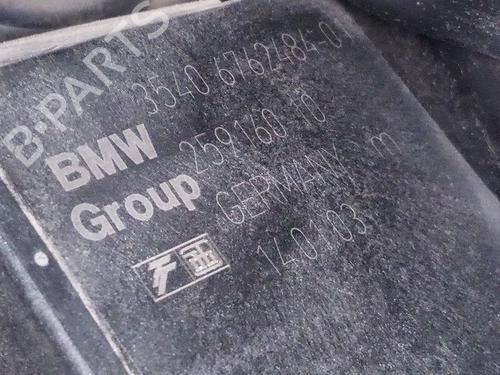 B-PARTS
3540 6762484-01
BMW 259160 10
Group GERMANY m
140103